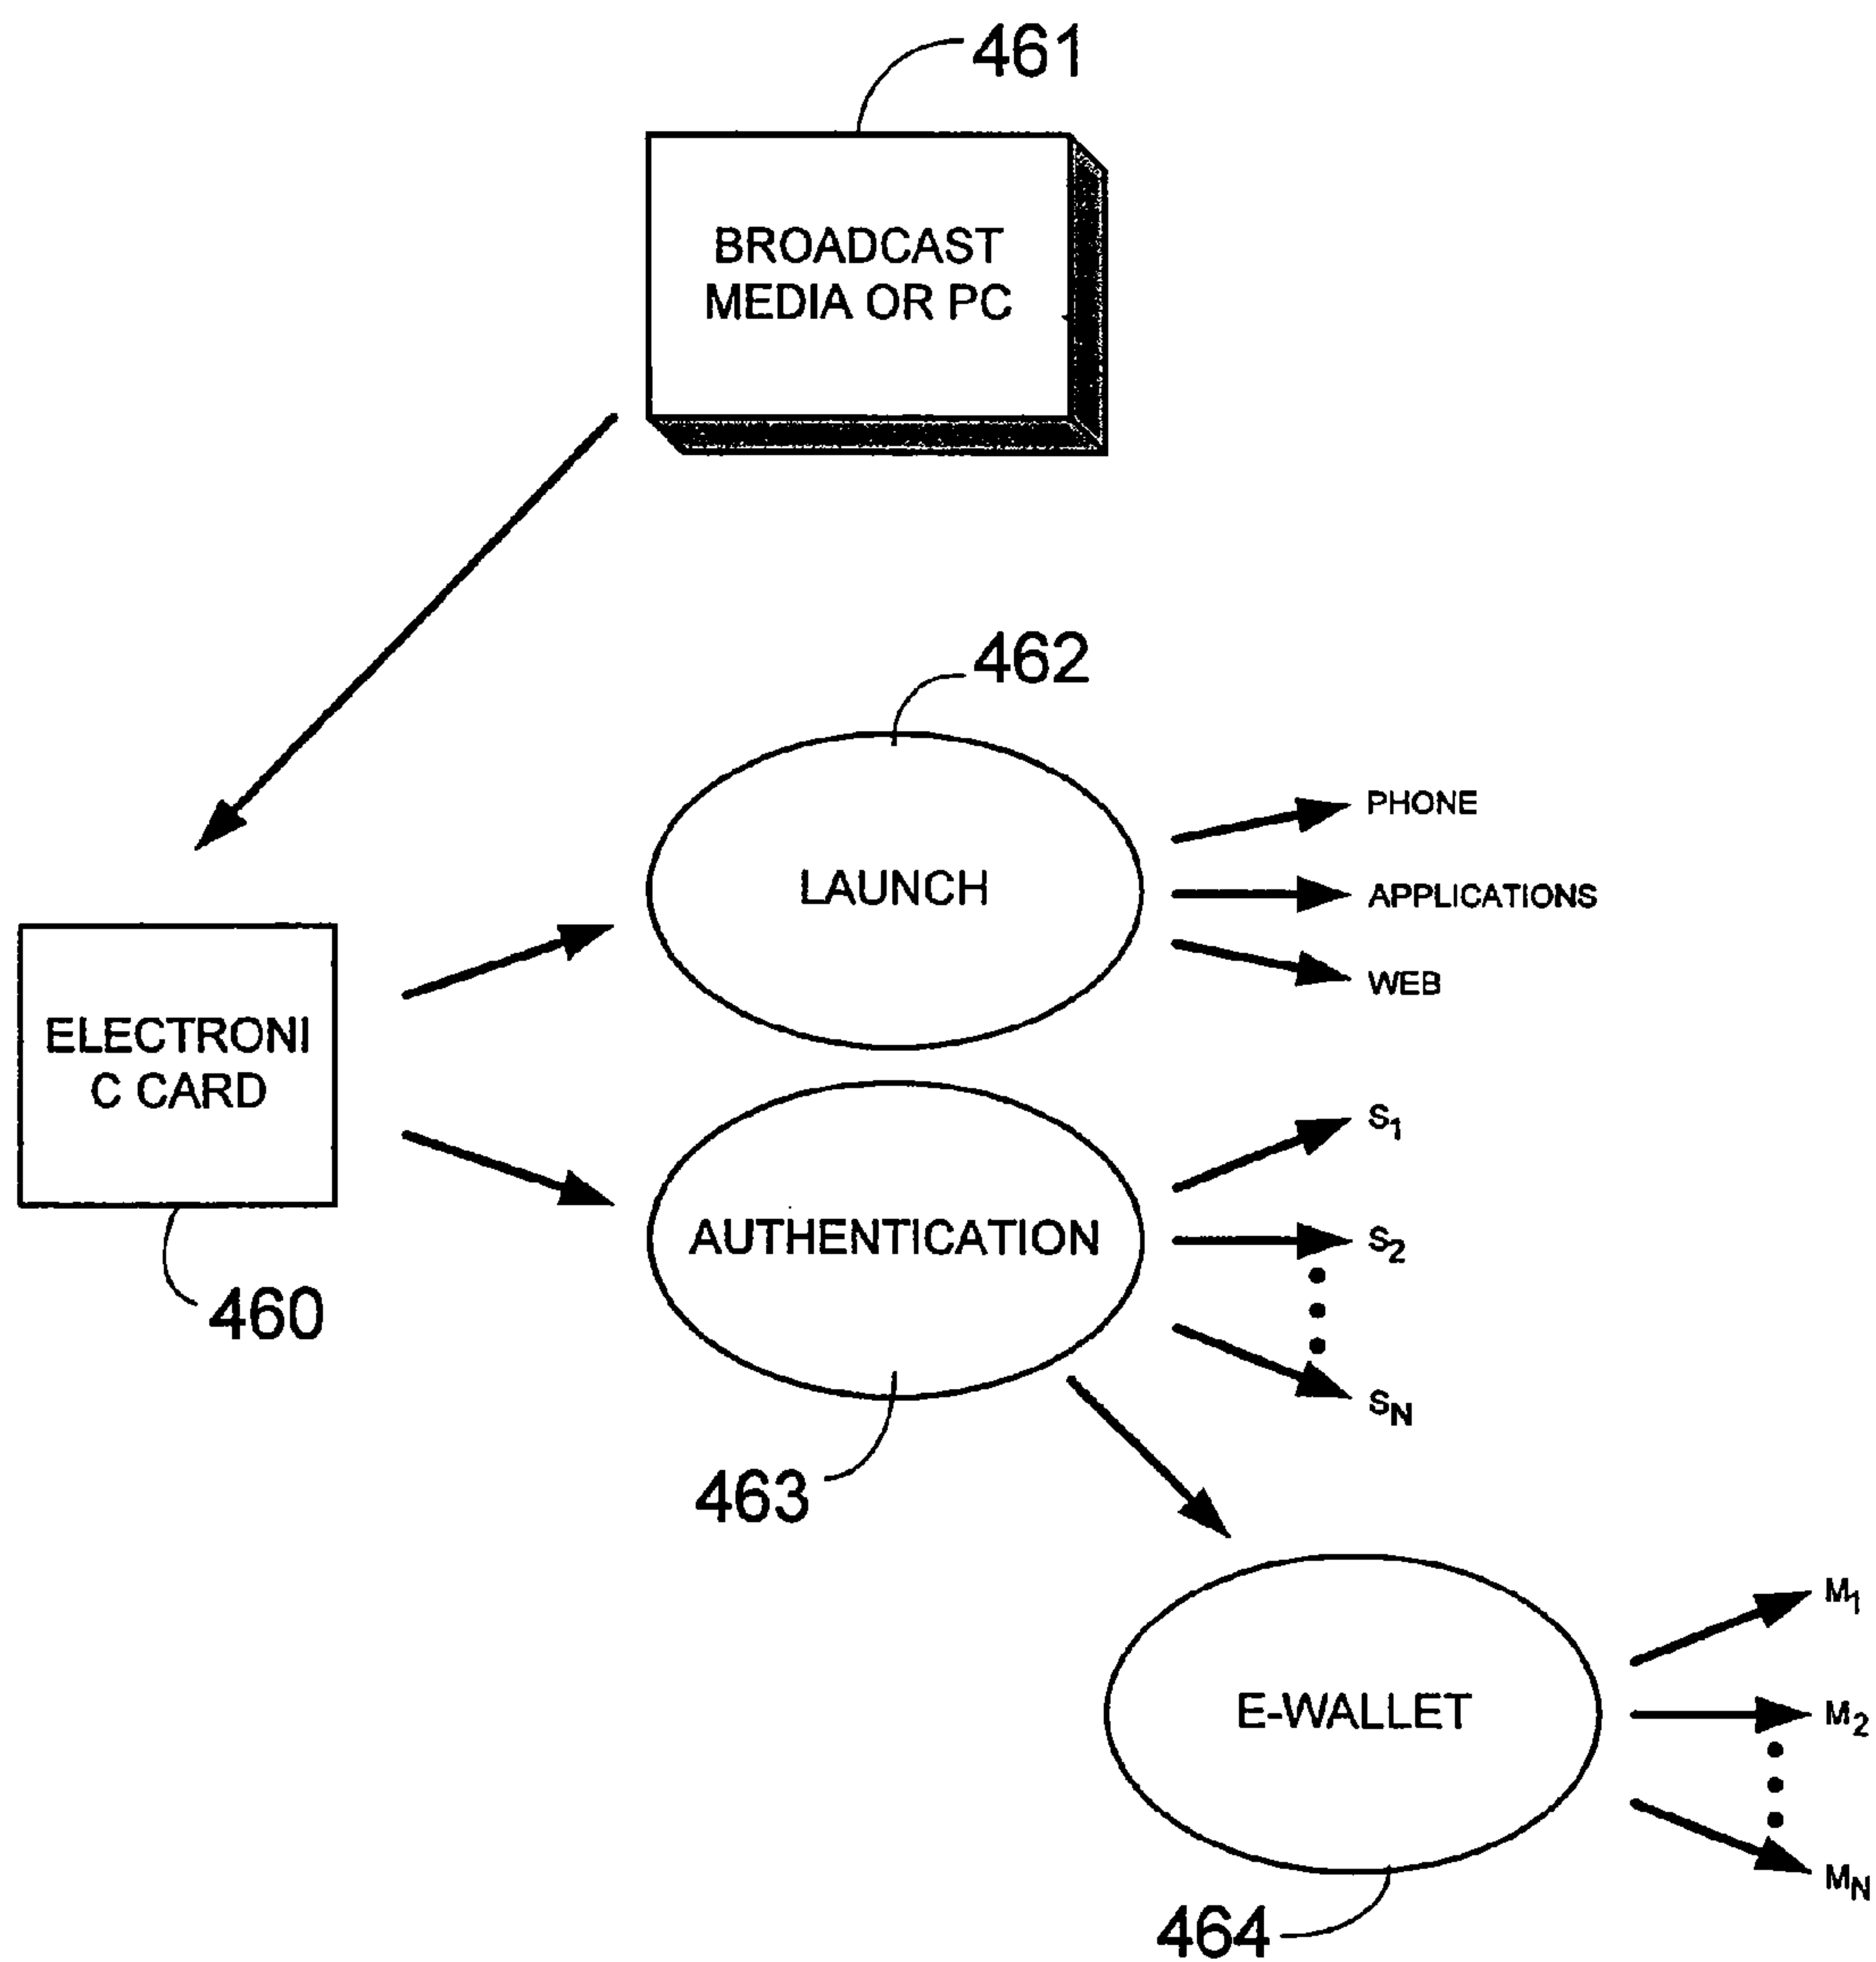 461
BROADCAST
MEDIA OR PC
462
LAUNCH
PHONE
APPLICATIONS
WEB
ELECTRONI
C CARD
460
AUTHENTICATION
S1
S2
SN
463
E-WALLET
M1
M2
MN
464